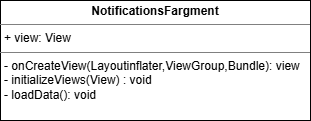 NotificationsFargment
+ view: View
- onCreateView(Layoutinflater,ViewGroup,Bundle): view
- initializeViews(View) : void
- loadData(): void